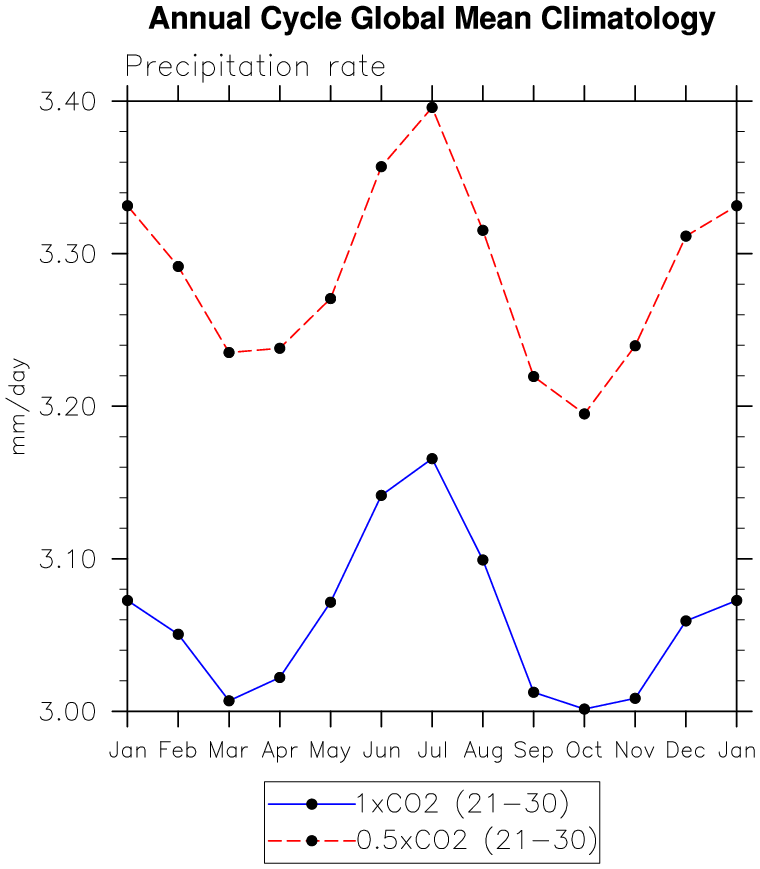 Annual Cycle Global Mean Climatology
Precipitation rate
3.40
3.30
3.20
3.10
3.00
mm/day
Jan Feb Mar Apr May Jun Jul Aug Sep Oct Nov Dec Jan
1xCO2 (21−30)
0.5xCO2 (21−30)